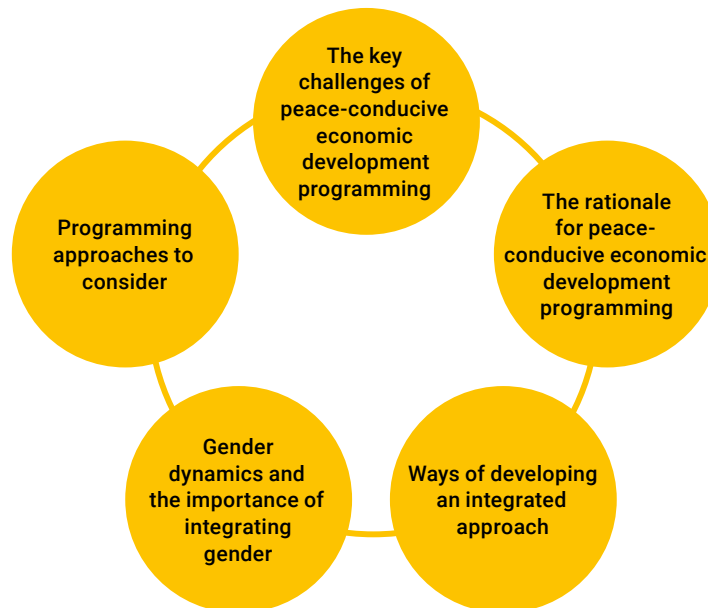 The key
challenges of
peace-conducive
economic
development
programming
The rationale
for peace-
conducive economic
development
programming
Ways of developing
an integrated
approach
Gender
dynamics and
the importance of
integrating
gender
Programming
approaches to
consider